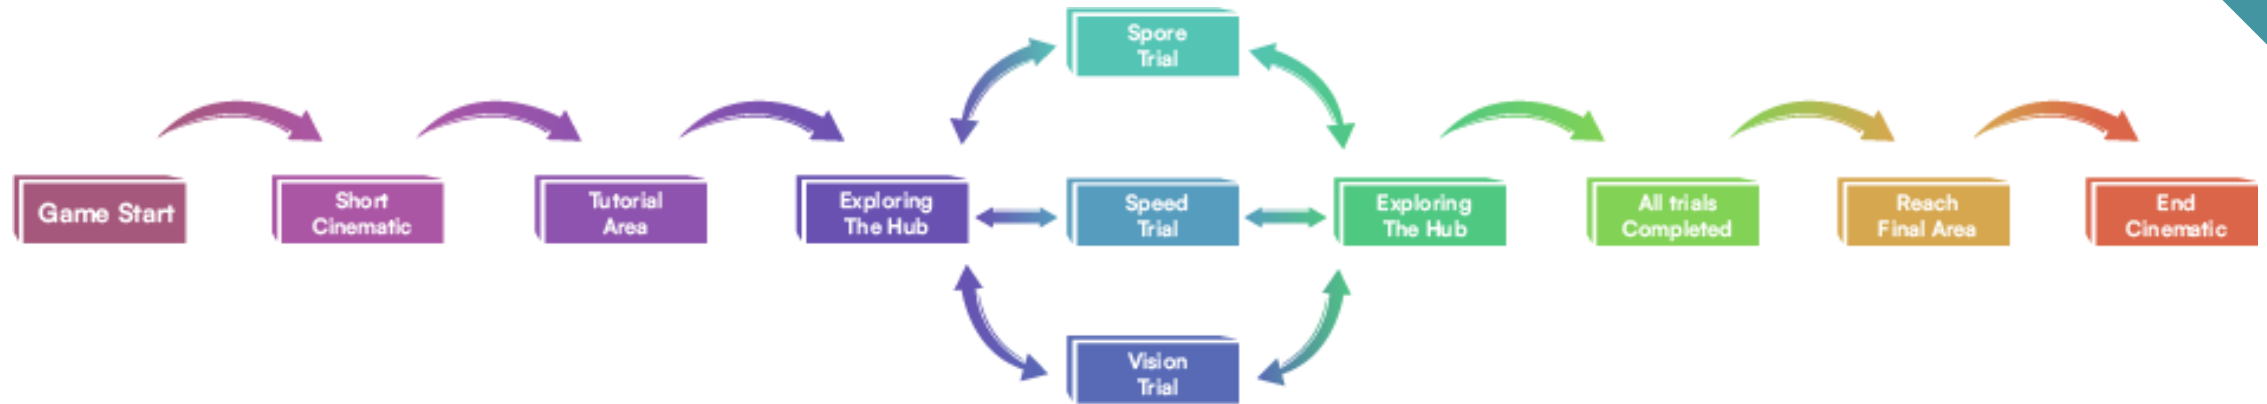 Game Start
Short
Cinematic
Tutorial
Area
Exploring
The Hub
Spore
Trial
Speed
Trial
Vision
Trial
Exploring
The Hub
All trials
Completed
Reach
Final Area
End
Cinematic